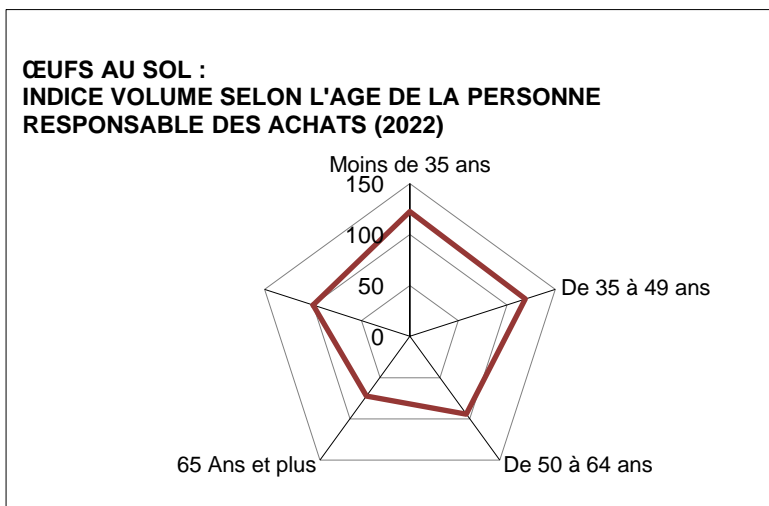 ŒUFS AU SOL :
INDICE VOLUME SELON L'AGE DE LA PERSONNE
RESPONSABLE DES ACHATS (2022)
Moins de 35 ans
150
100
50
De 35 à 49 ans
0
65 Ans et plus
De 50 à 64 ans